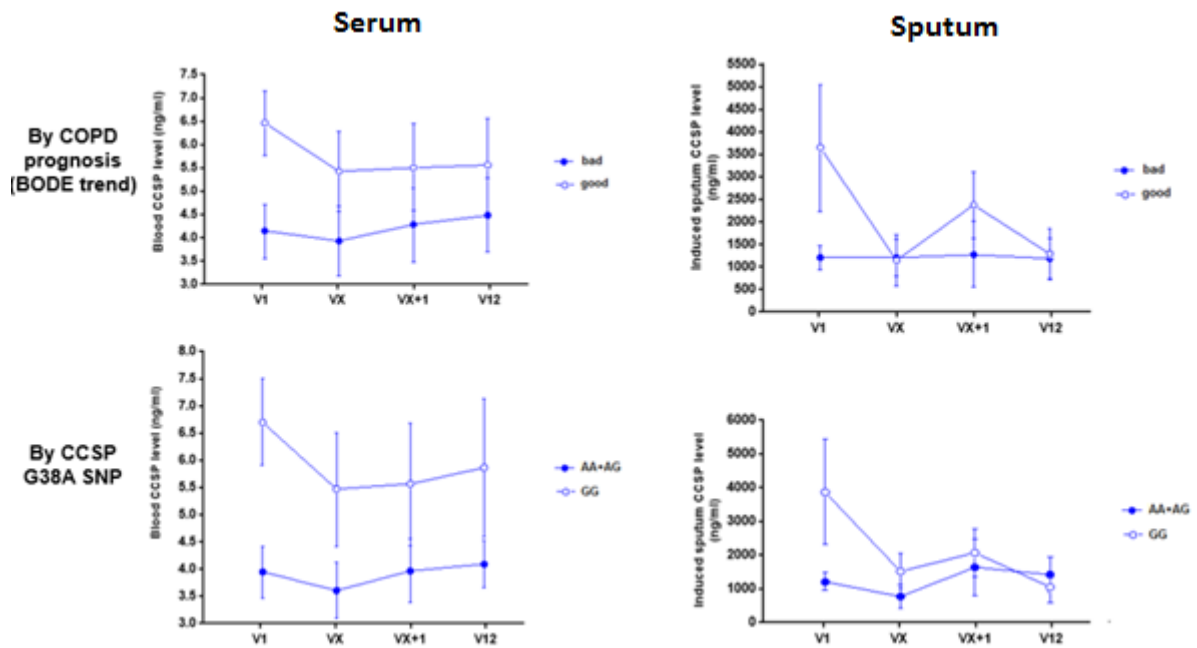 Serum
Sputum
By COPD
prognosis
(BODE trend)
Blood CCSP level (ng/ml)
7.5
7.0
6.5
6.0
5.5
5.0
4.5
4.0
3.5
3.0
V1
VX
VX+1
V12
bad
good
Induced sputum CCSP level
(ng/ml)
5500
5000
4500
4000
3500
3000
2500
2000
1500
1000
500
0
V1
VX
VX+1
V12
bad
good
By CCSP
G38A SNP
Blood CCSP level (ng/ml)
8.0
7.5
7.0
6.5
6.0
5.5
5.0
4.5
4.0
3.5
3.0
V1
VX
VX+1
V12
AA+AG
GG
Induced sputum CCSP level
(ng/ml)
6000
5000
4000
3000
2000
1000
0
V1
VX
VX+1
V12
AA+AG
GG